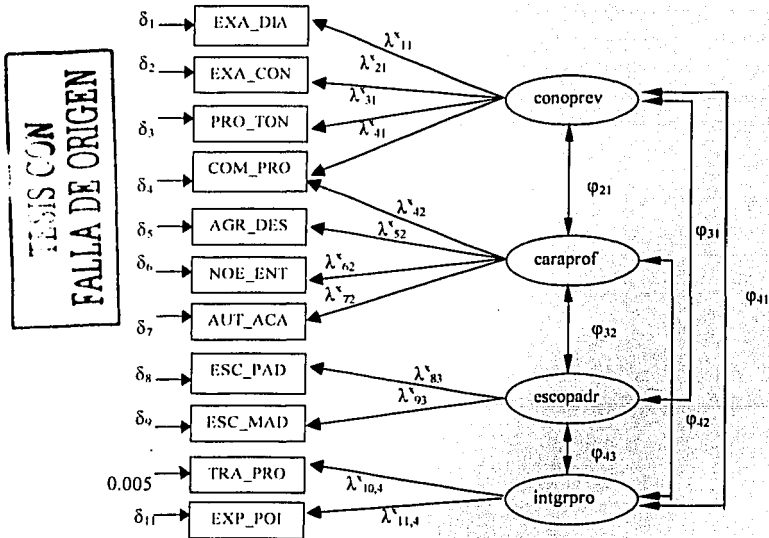 δ₁ EXA_DIA
λˣ₁₁
δ₂ EXA_CON
λˣ₂₁
λˣ₃₁
conoprev
δ₃ PRO_TON
λˣ₄₁
COM_PRO
δ₄
λˣ₄₂
φ₂₁
δ₅ AGR_DES
λˣ₅₂
φ₃₁
δ₆ NOE_ENT
λˣ₆₂
caraprof
λˣ₇₂
φ₄₁
δ₇ AUT_ACA
φ₃₂
δ₈ ESC_PAD
λˣ₈₃
λˣ₉₃
escopadr
δ₉ ESC_MAD
φ₄₂
φ₄₃
0.005 TRA_PRO
λˣ₁₀,₄
intgrpro
δ₁₁ EXP_POI
λˣ₁₁,₄
TESIS CON
FALLA DE ORIGEN